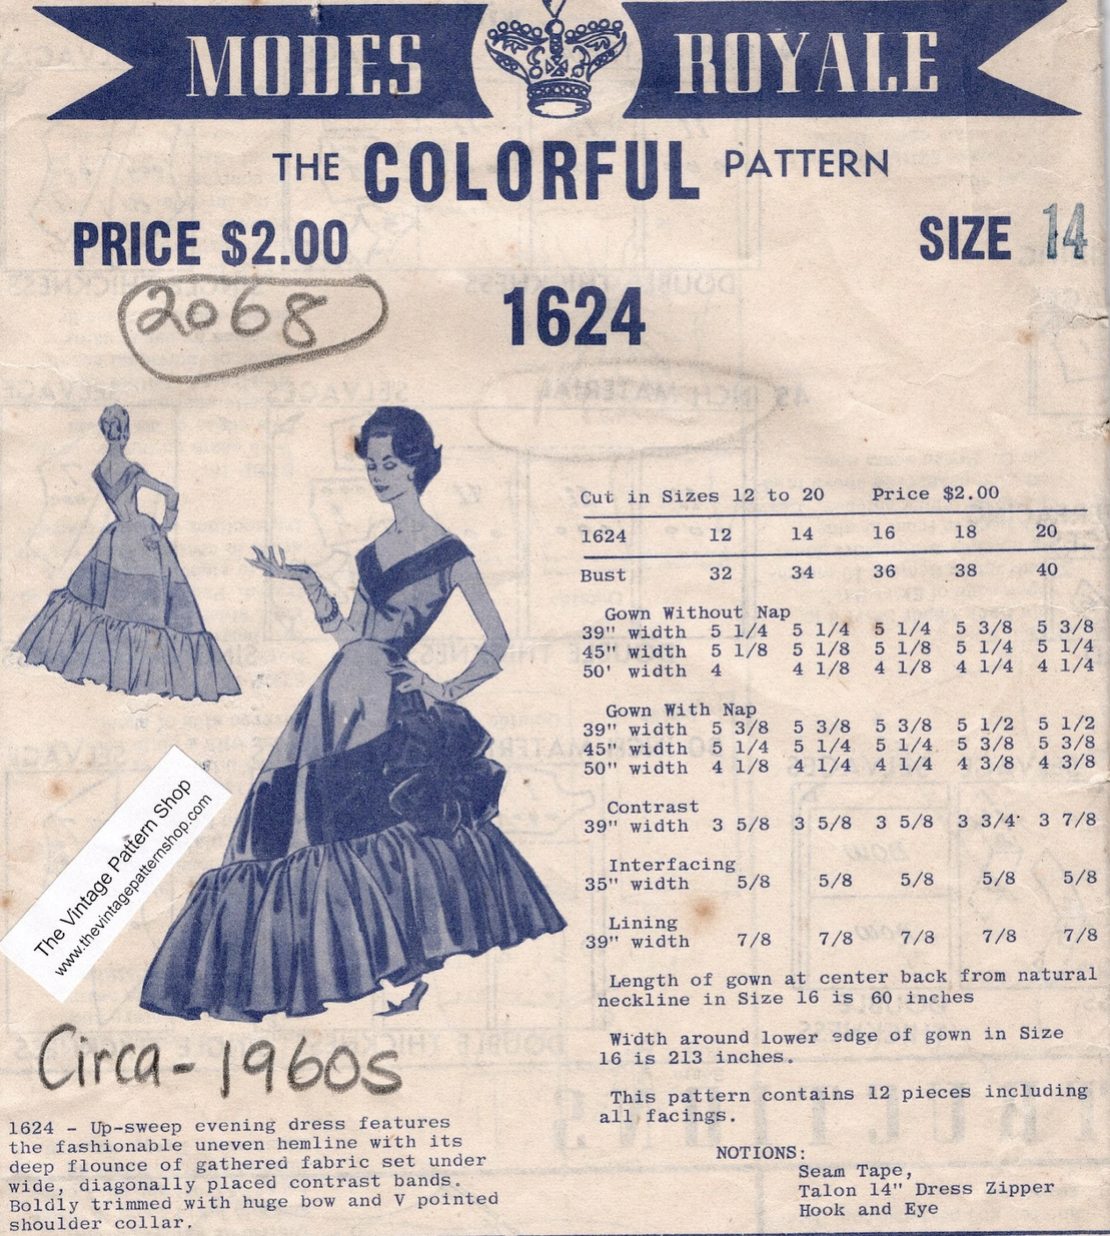 MODES ROYALE
THE COLORFUL PATTERN
PRICE $2.00
SIZE 14
2068
1624
Cut in Sizes 12 to 20 Price $2.00
1624 12 14 16 18 20
Bust 32 34 36 38 40
Gown Without Nap
39" width 5 1/4 5 1/4 5 1/4 5 3/8 5 3/8
45" width 5 1/8 5 1/8 5 1/8 5 1/4 5 1/4
50' width 4 4 1/8 4 1/8 4 1/4 4 1/4
Gown With Nap
39" width 5 3/8 5 3/8 5 3/8 5 1/2 5 1/2
45" width 5 1/4 5 1/4 5 1/4 5 3/8 5 3/8
50" width 4 1/8 4 1/4 4 1/4 4 3/8 4 3/8
Contrast
39" width 3 5/8 3 5/8 3 5/8 3 3/4 3 7/8
Interfacing
35" width 5/8 5/8 5/8 5/8 5/8
Lining
39" width 7/8 7/8 7/8 7/8 7/8
Length of gown at center back from natural
neckline in Size 16 is 60 inches
Width around lower edge of gown in Size
16 is 213 inches.
This pattern contains 12 pieces including
all facings.
NOTIONS:
Seam Tape,
Talon 14" Dress Zipper
Hook and Eye
The Vintage Pattern Shop
www.thevintagepatternshop.com
Circa - 1960s
1624 - Up-sweep evening dress features
the fashionable uneven hemline with its
deep flounce of gathered fabric set under
wide, diagonally placed contrast bands.
Boldly trimmed with huge bow and V pointed
shoulder collar.